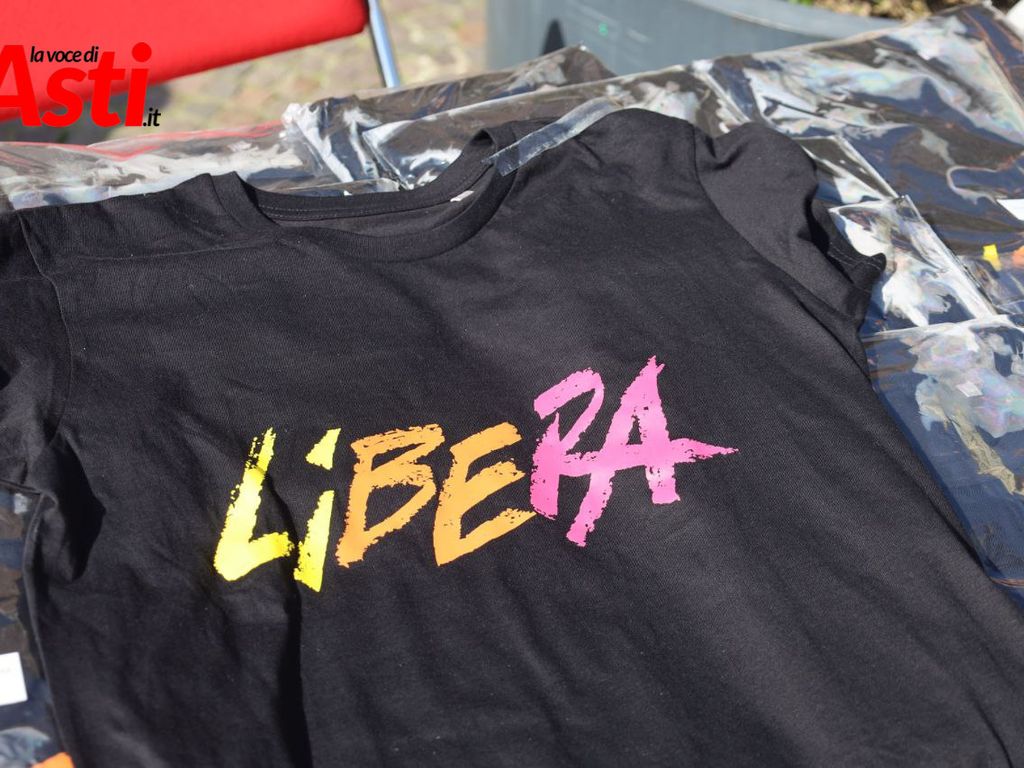 la voce di
Asti.it
LiBERA